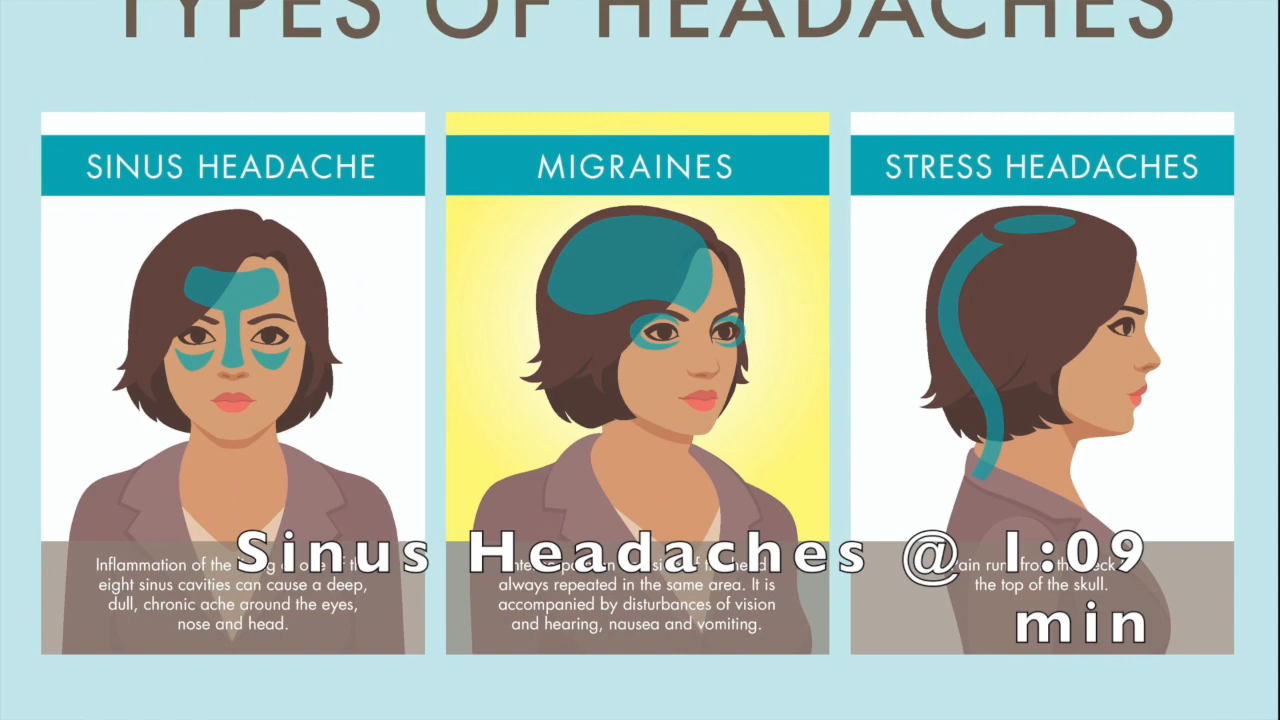 TYPES OF HEADACHES
SINUS HEADACHE
Inflammation of the
eight sinus cavities can cause a deep,
dull, chronic ache around the eyes,
nose and head.
MIGRAINES
always repeated in the same area. It is
accompanied by disturbances of vision
and hearing, nausea and vomiting.
STRESS HEADACHES
the top of the skull.
Sinus Headaches @ 1:09
min